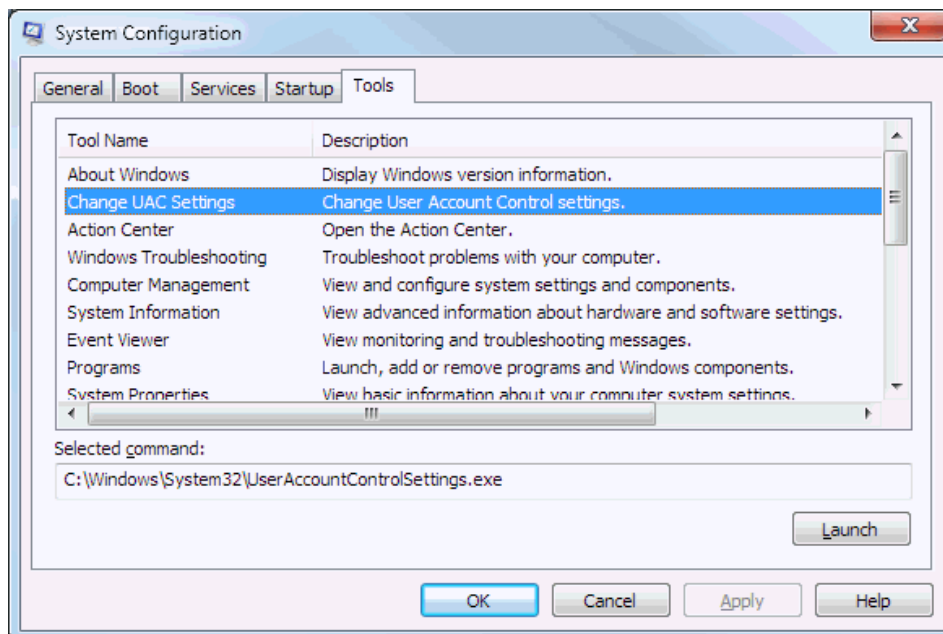 System Configuration
General Boot Services Startup Tools
Tool Name Description
About Windows Display Windows version information.
Change UAC Settings Change User Account Control settings.
Action Center Open the Action Center.
Windows Troubleshooting Troubleshoot problems with your computer.
Computer Management View and configure system settings and components.
System Information View advanced information about hardware and software settings.
Event Viewer View monitoring and troubleshooting messages.
Programs Launch, add or remove programs and Windows components.
System Properties View basic information about your computer system settings.
Selected command:
C:\Windows\System32\UserAccountControlSettings.exe
Launch
OK Cancel Apply Help